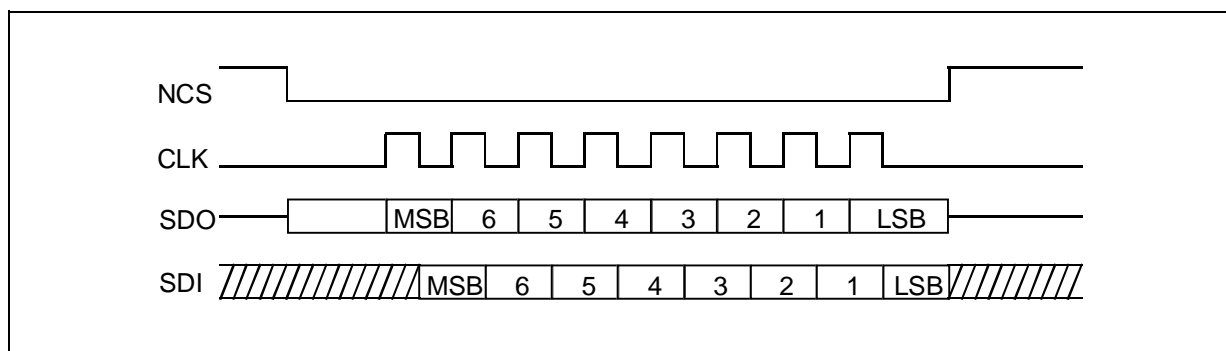 NCS
CLK
SDO MSB 6 5 4 3 2 1 LSB
SDI MSB 6 5 4 3 2 1 LSB